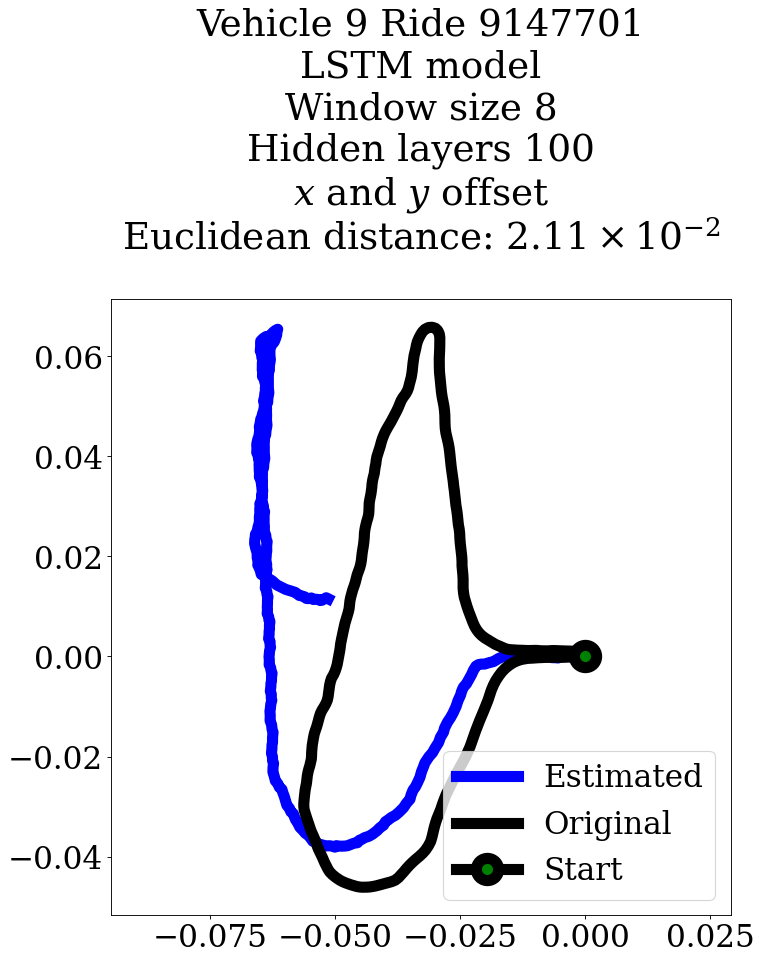 Vehicle 9 Ride 9147701
LSTM model
Window size 8
Hidden layers 100
x and y offset
Euclidean distance: 2.11 × 10⁻²
0.06
0.04
0.02
0.00
−0.02
−0.04
Estimated
Original
Start
−0.075 −0.050 −0.025 0.000 0.025